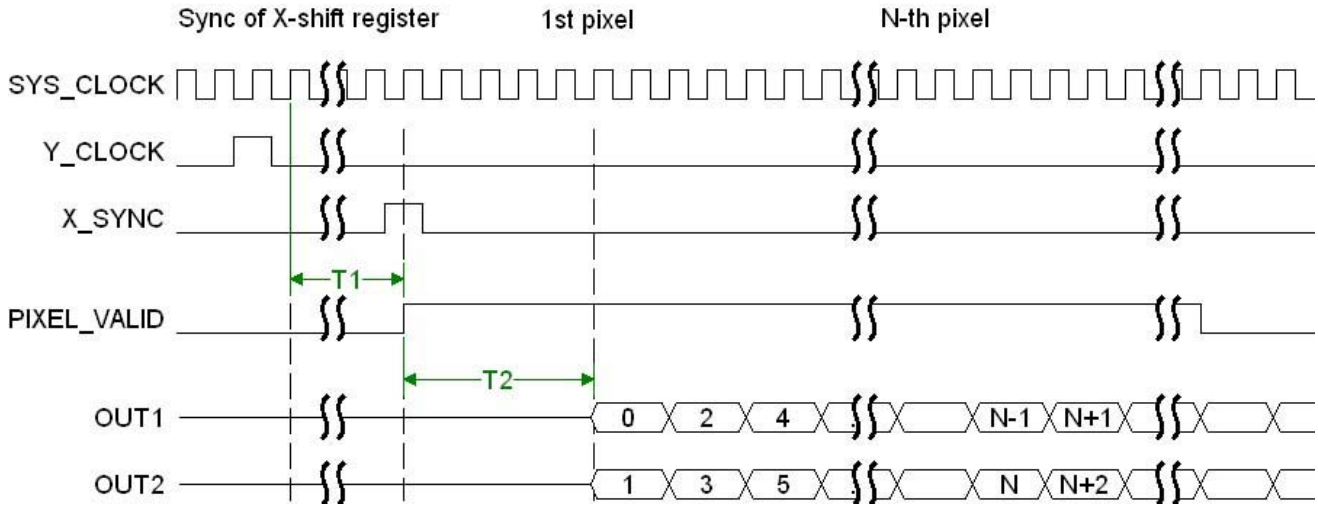 Sync of X-shift register 1st pixel N-th pixel
SYS_CLOCK
Y_CLOCK
X_SYNC
T1
PIXEL_VALID
T2
OUT1 0 2 4 N-1 N+1
OUT2 1 3 5 N N+2